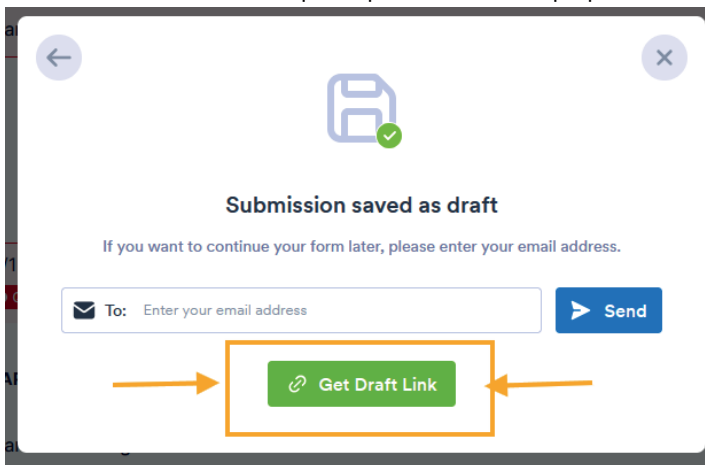 Submission saved as draft
If you want to continue your form later, please enter your email address.
To: Enter your email address
Send
Get Draft Link